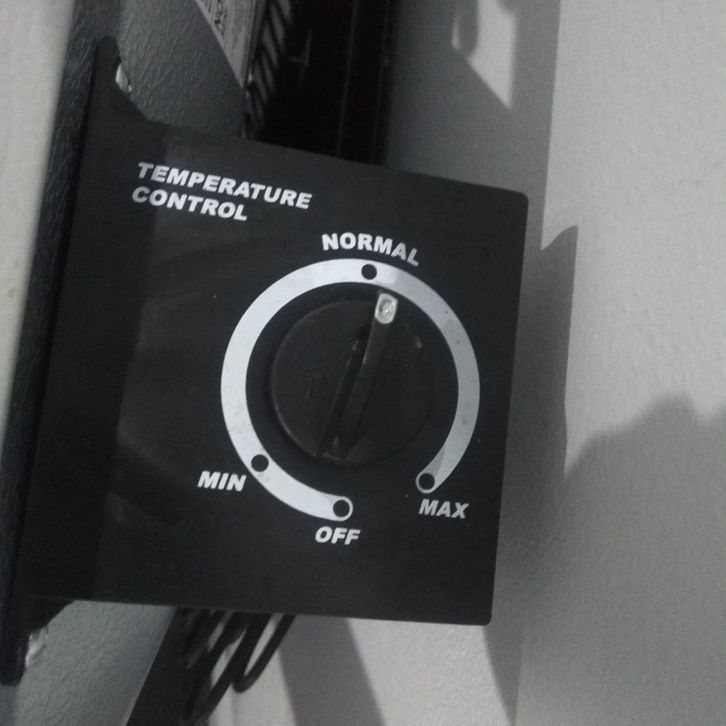 TEMPERATURE
CONTROL
NORMAL
MIN
OFF
MAX